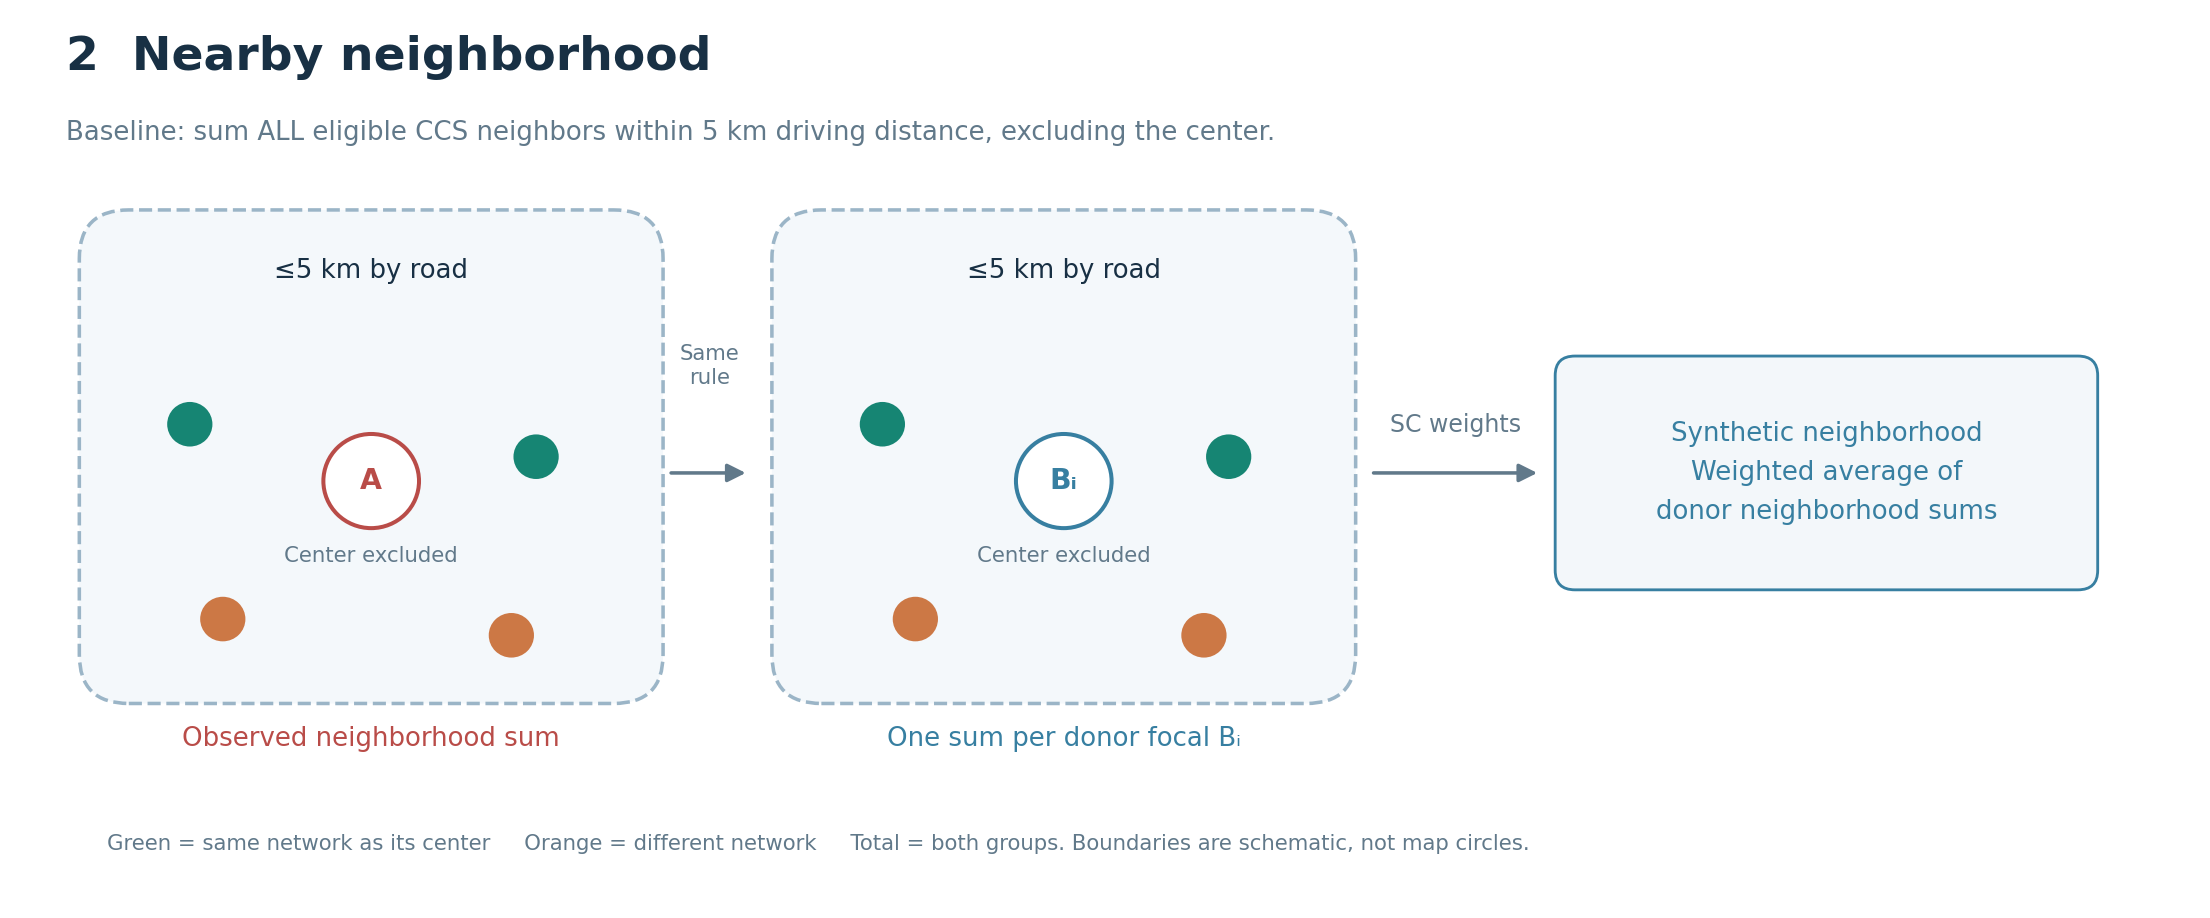 2 Nearby neighborhood
Baseline: sum ALL eligible CCS neighbors within 5 km driving distance, excluding the center.
≤5 km by road
A
Center excluded
Observed neighborhood sum
Same
rule
≤5 km by road
Bᵢ
Center excluded
One sum per donor focal Bᵢ
SC weights
Synthetic neighborhood
Weighted average of
donor neighborhood sums
Green = same network as its center Orange = different network Total = both groups. Boundaries are schematic, not map circles.